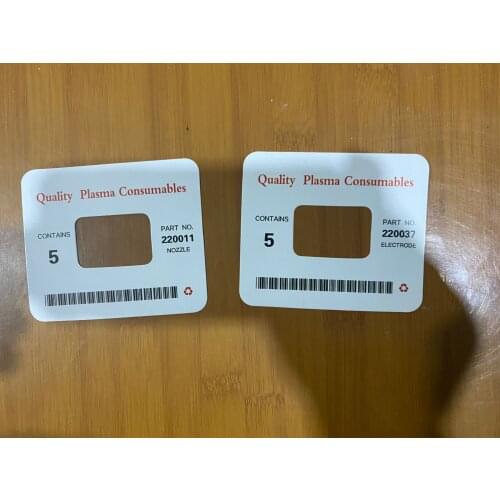 Quality Plasma Consumables
CONTAINS
5
PART NO.
220011
NOZZLE
Quality Plasma Consumables
CONTAINS
5
PART NO.
220037
ELECTRODE